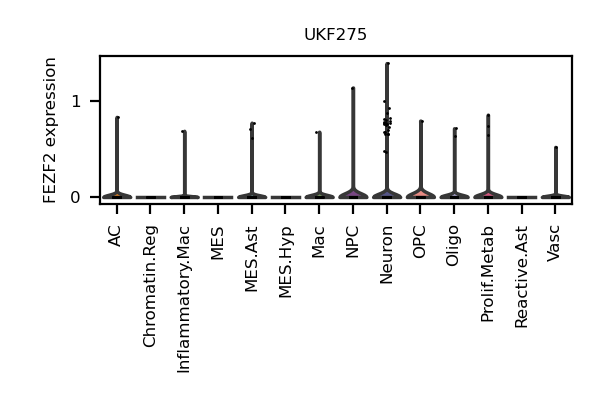 UKF275
FEZF2 expression
1
0
AC
Chromatin.Reg
Inflammatory.Mac
MES
MES.Ast
MES.Hyp
Mac
NPC
Neuron
OPC
Oligo
Prolif.Metab
Reactive.Ast
Vasc